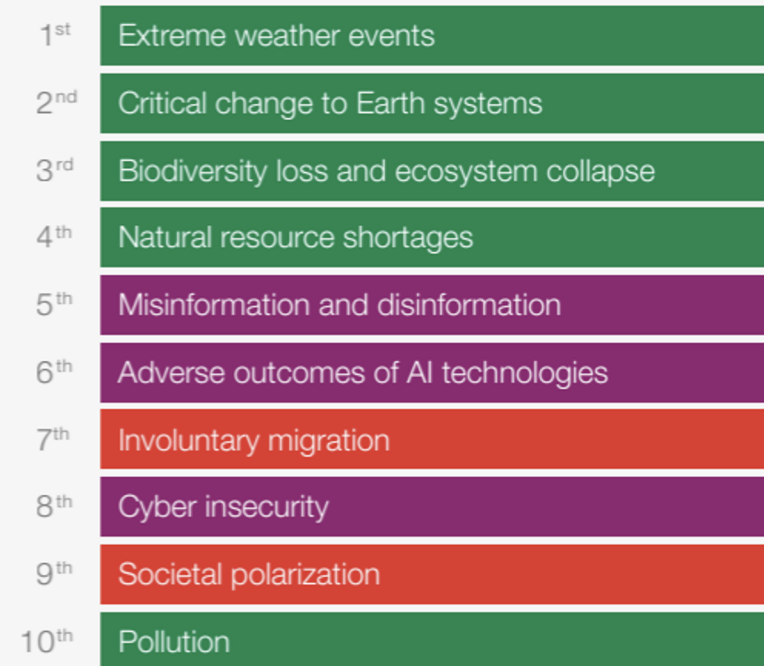 1st Extreme weather events
2nd Critical change to Earth systems
3rd Biodiversity loss and ecosystem collapse
4th Natural resource shortages
5th Misinformation and disinformation
6th Adverse outcomes of AI technologies
7th Involuntary migration
8th Cyber insecurity
9th Societal polarization
10th Pollution